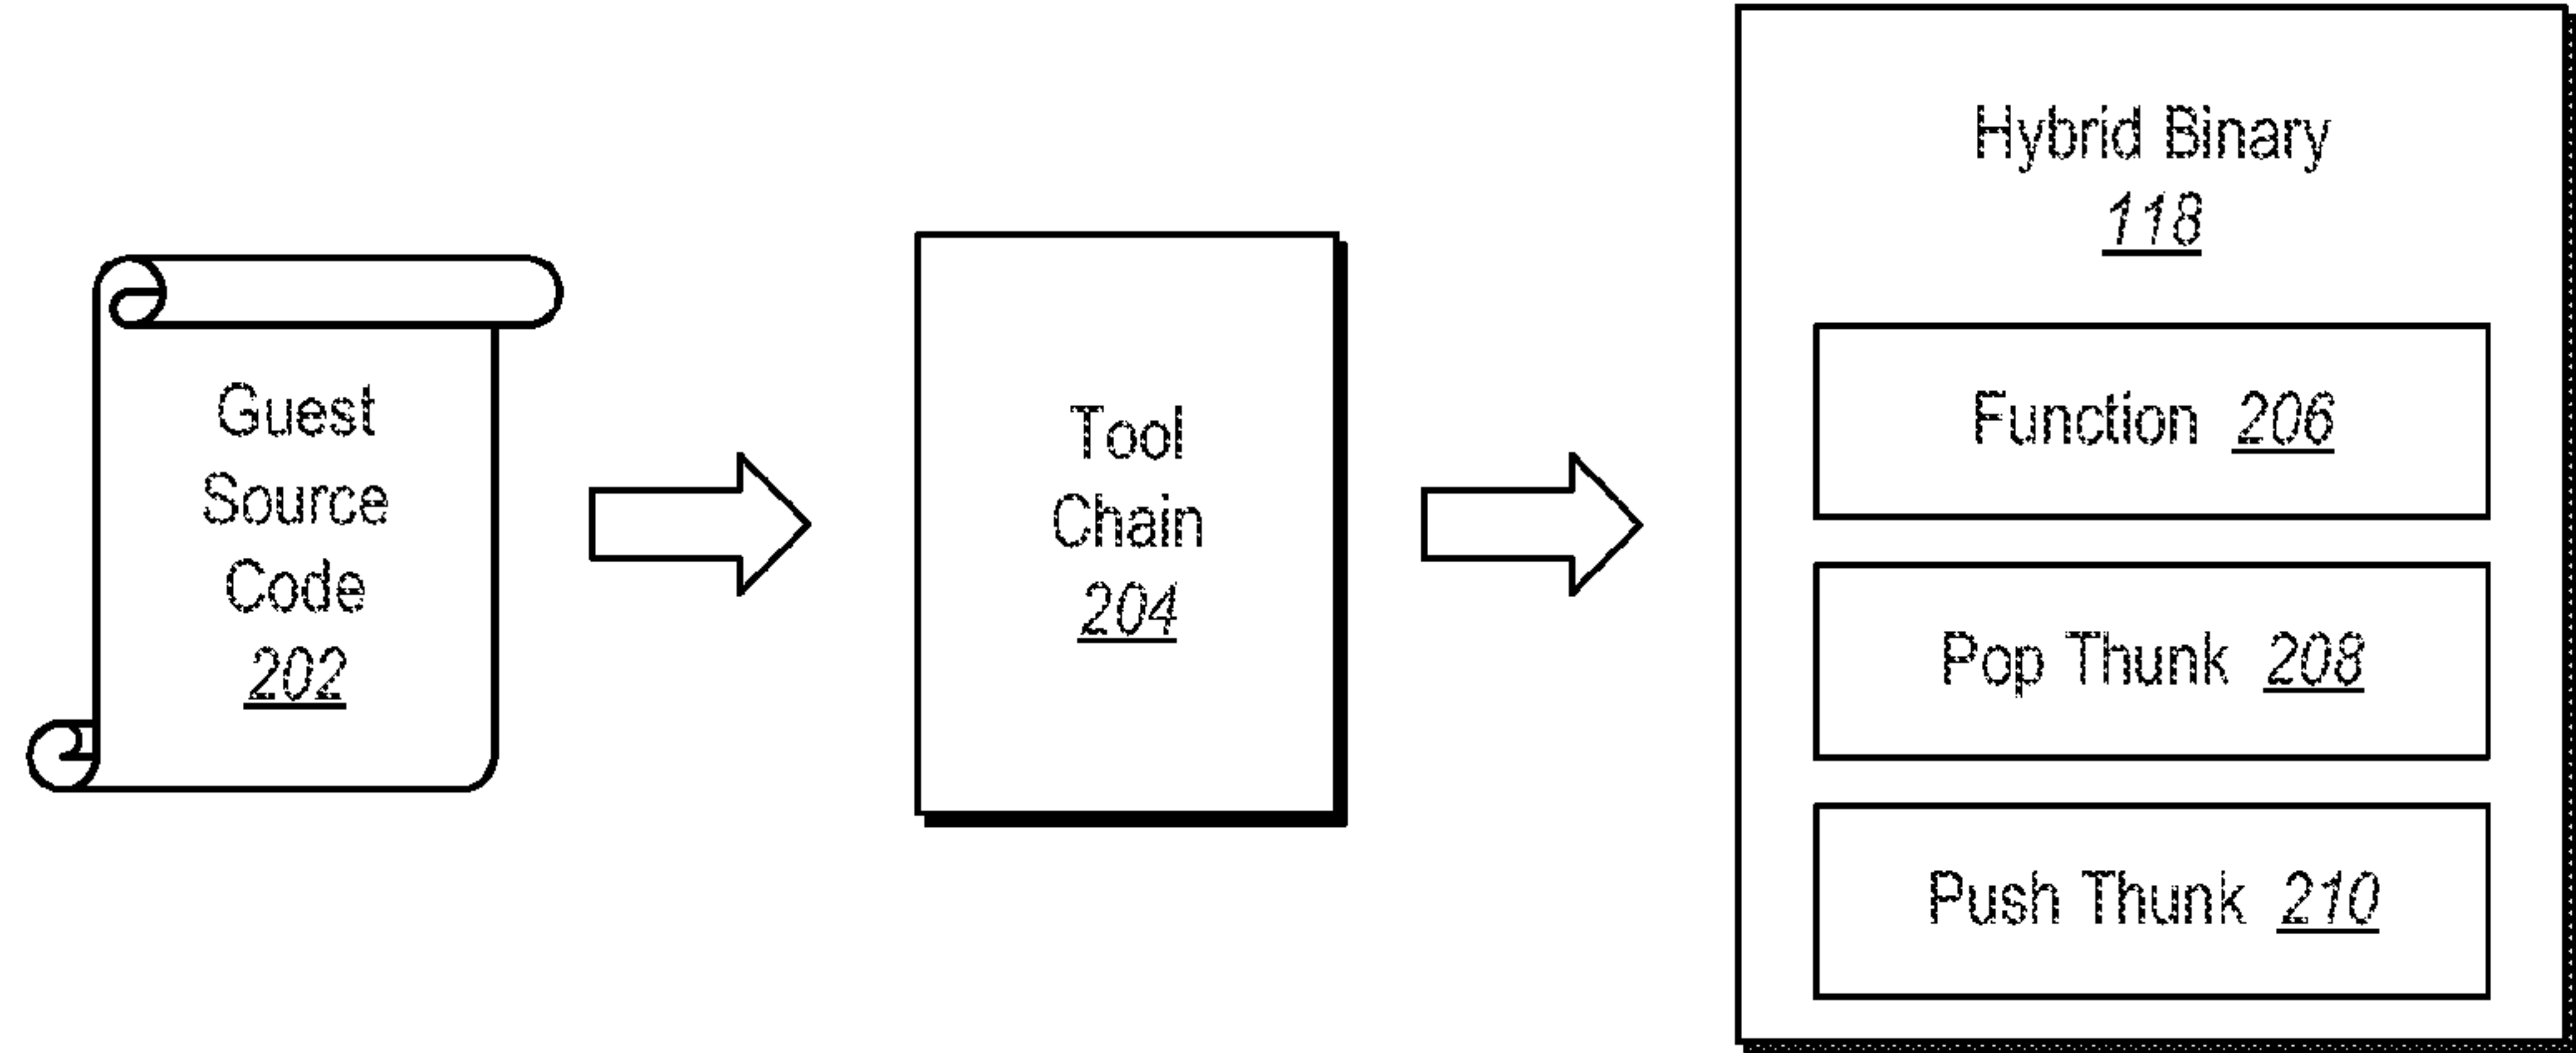 Guest
Source
Code
202
Tool
Chain
204
Hybrid Binary
118
Function 206
Pop Thunk 208
Push Thunk 210